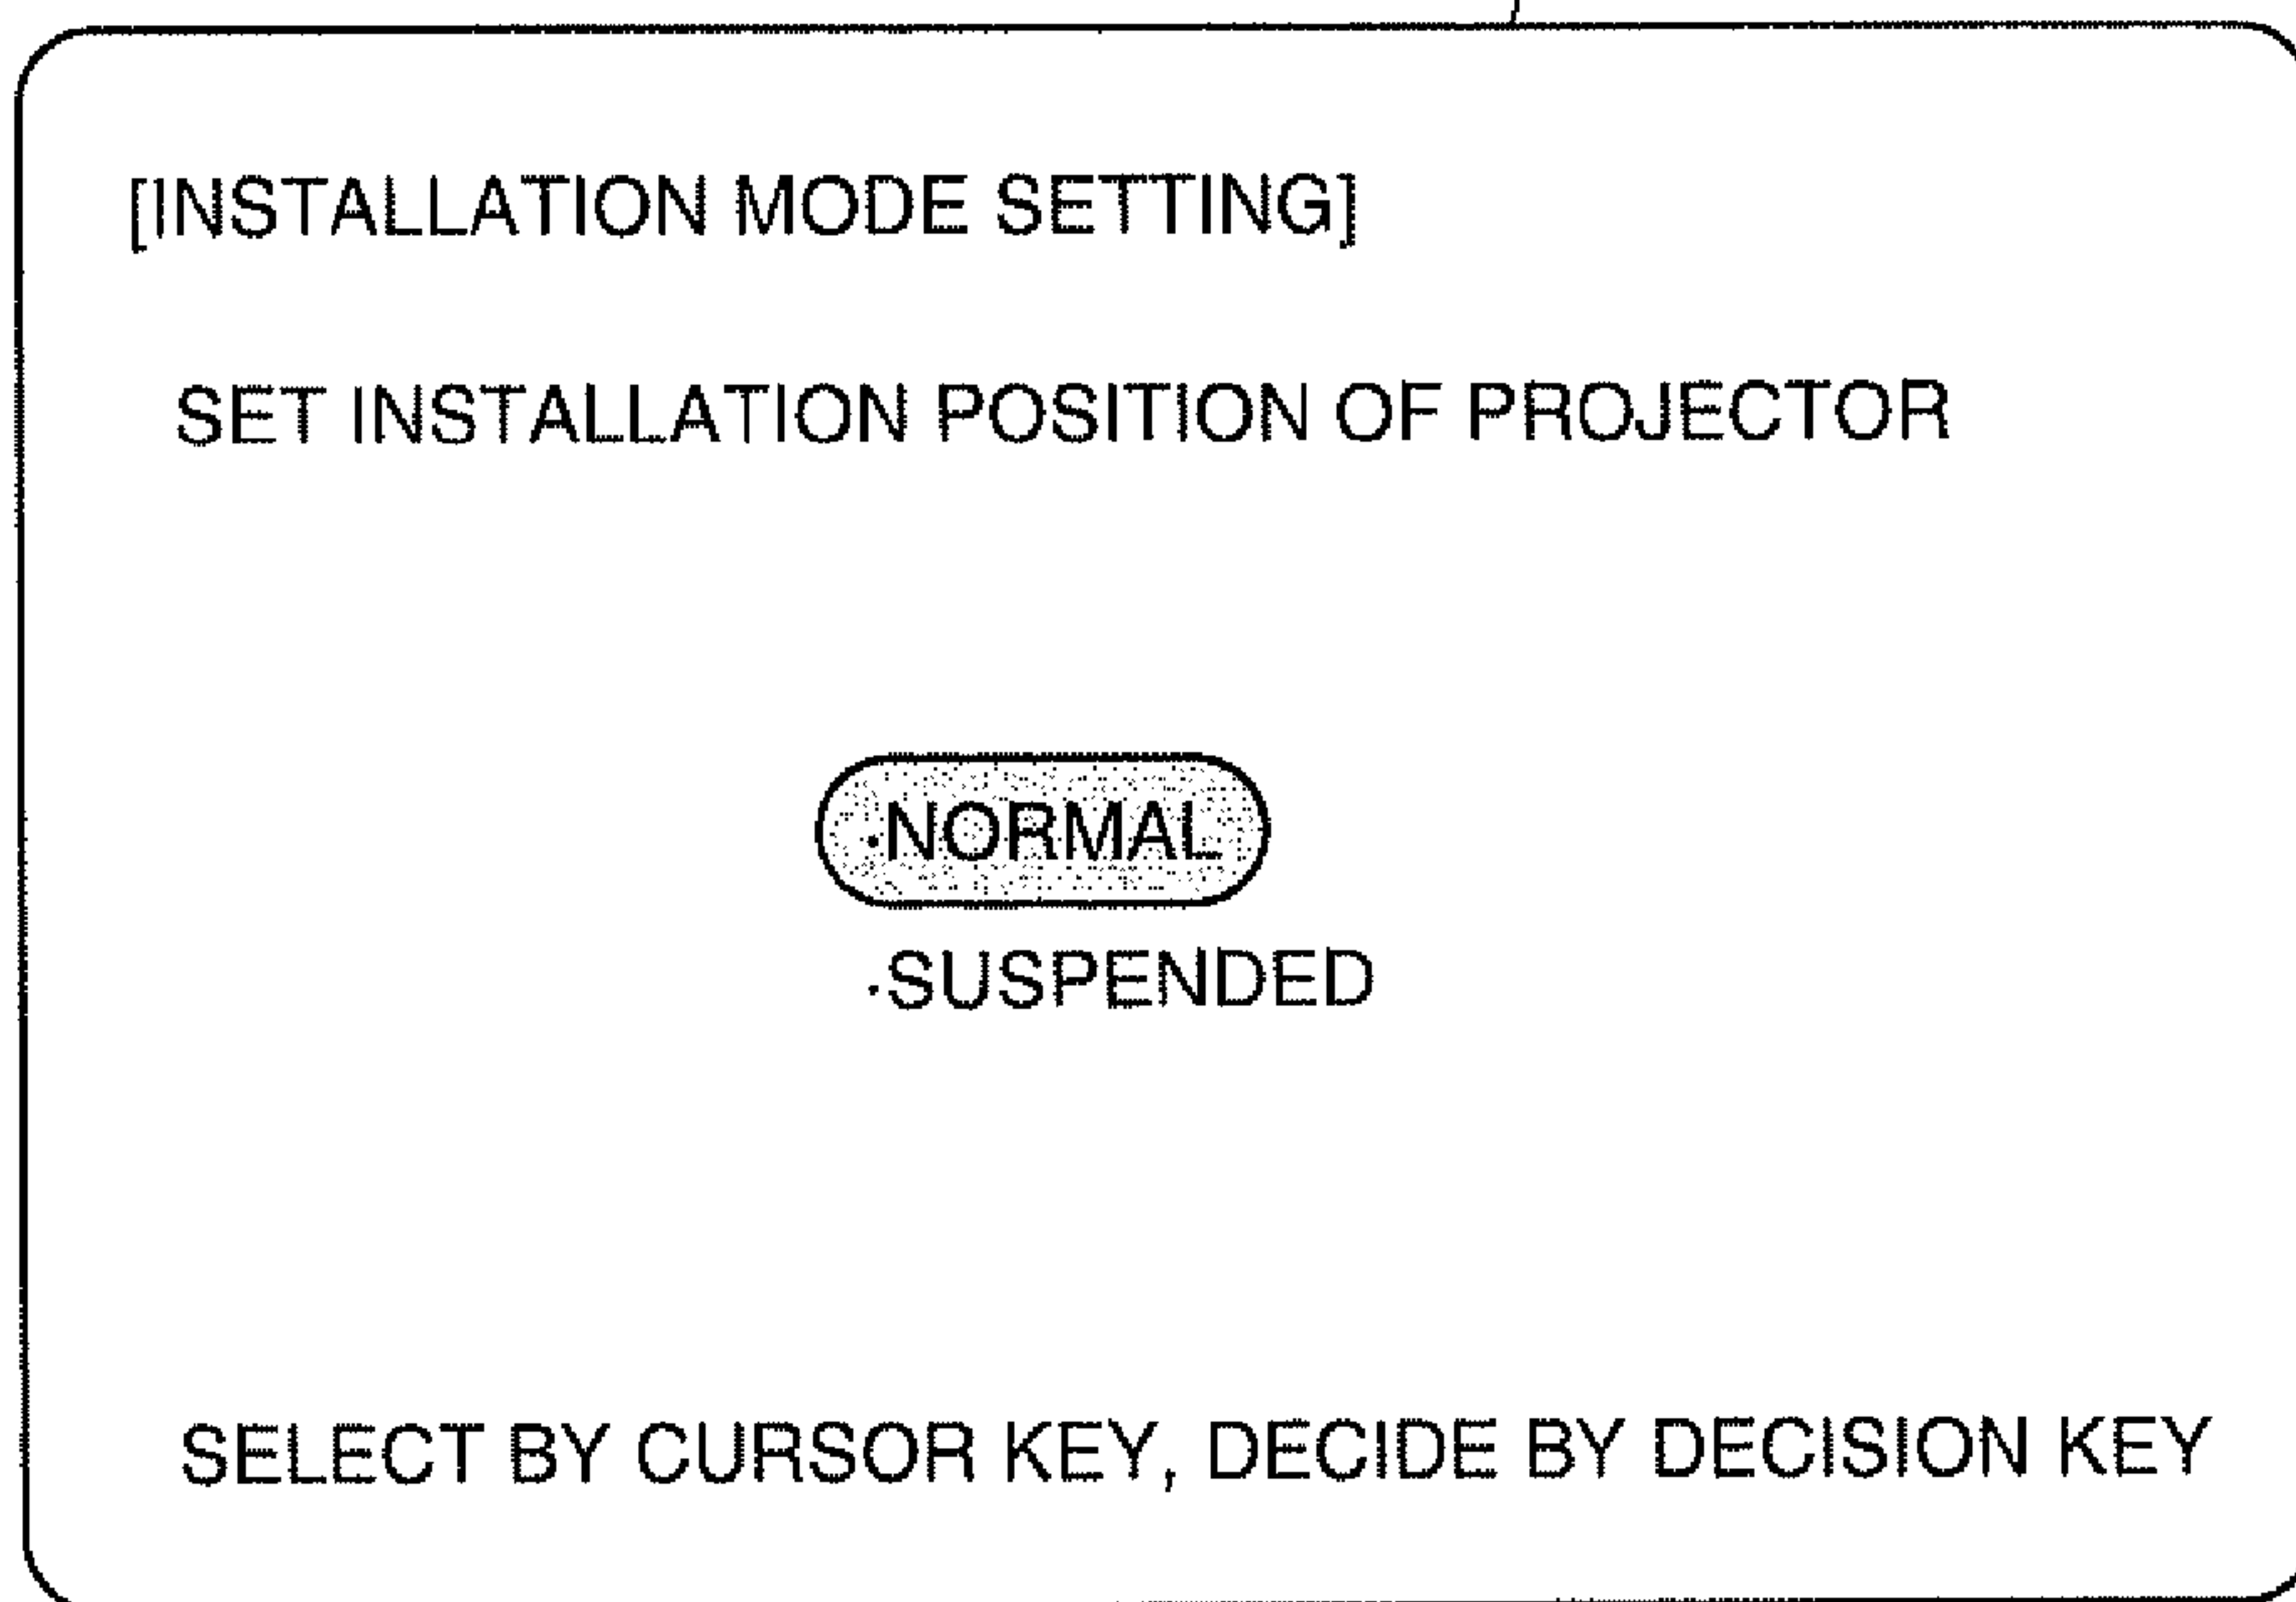 [INSTALLATION MODE SETTING]
SET INSTALLATION POSITION OF PROJECTOR
·NORMAL
·SUSPENDED
SELECT BY CURSOR KEY, DECIDE BY DECISION KEY